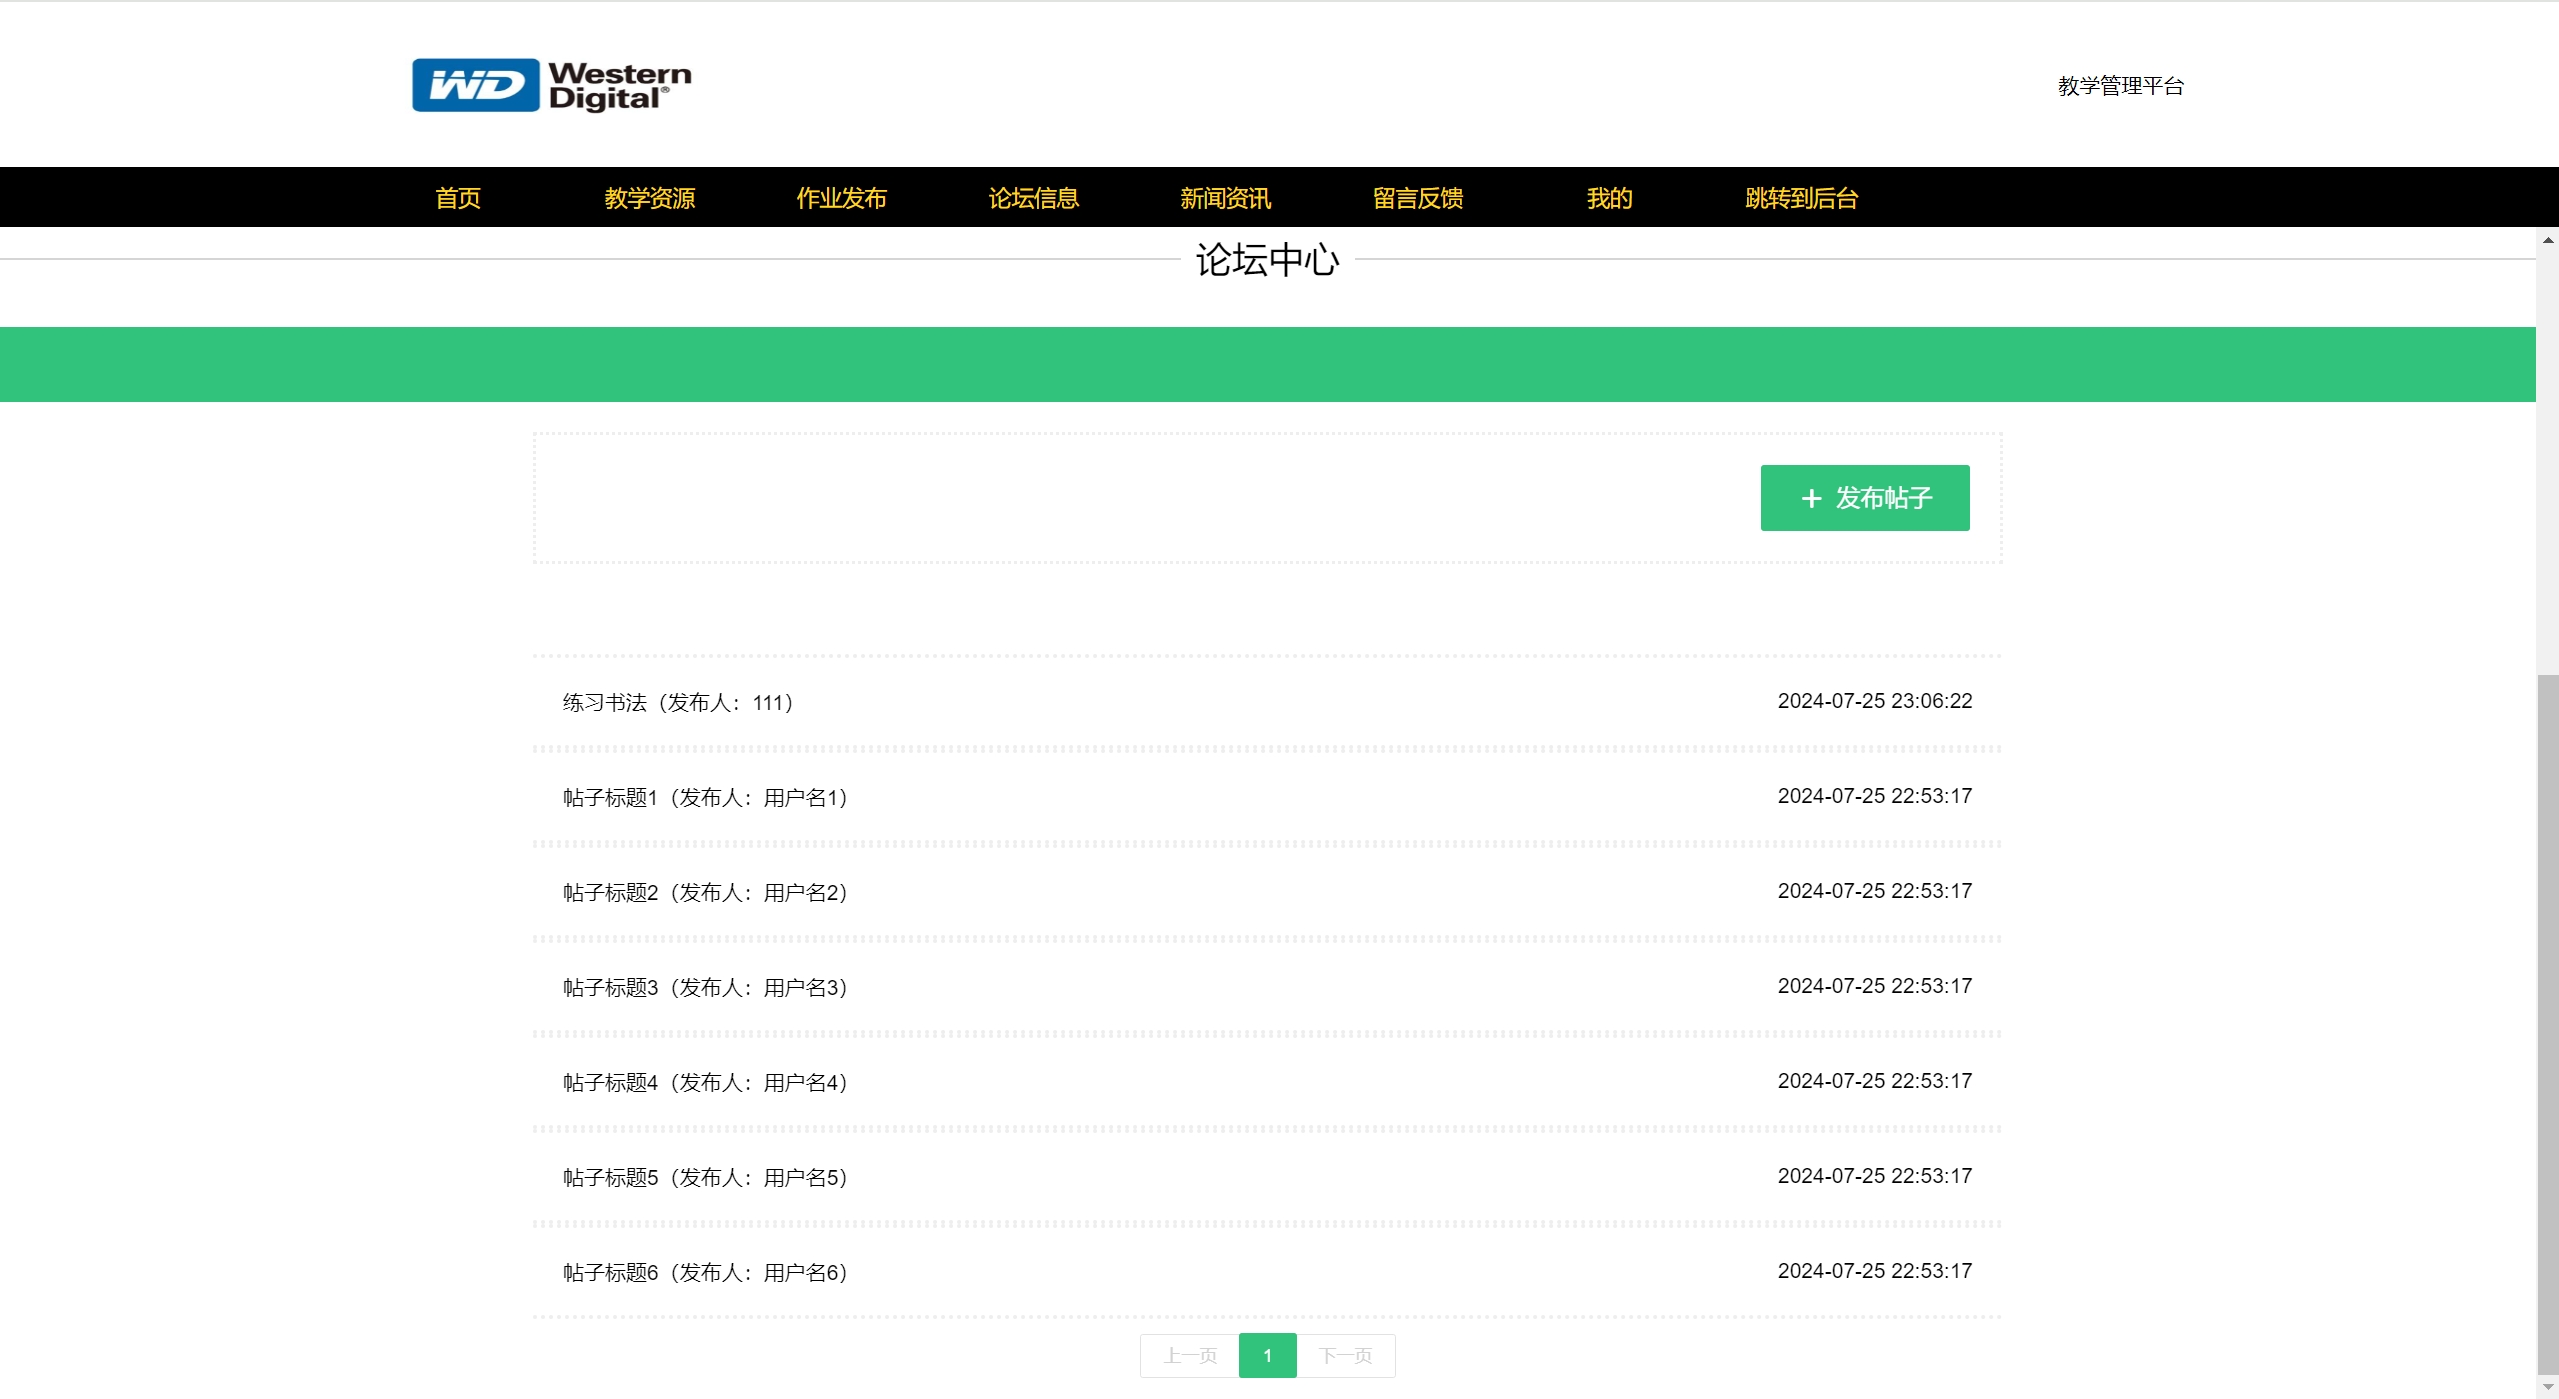 WD Western Digital®
教学管理平台
首页 教学资源 作业发布 论坛信息 新闻资讯 留言反馈 我的 跳转到后台
论坛中心
+ 发布帖子
练习书法（发布人：111） 2024-07-25 23:06:22
帖子标题1（发布人：用户名1） 2024-07-25 22:53:17
帖子标题2（发布人：用户名2） 2024-07-25 22:53:17
帖子标题3（发布人：用户名3） 2024-07-25 22:53:17
帖子标题4（发布人：用户名4） 2024-07-25 22:53:17
帖子标题5（发布人：用户名5） 2024-07-25 22:53:17
帖子标题6（发布人：用户名6） 2024-07-25 22:53:17
上一页 1 下一页